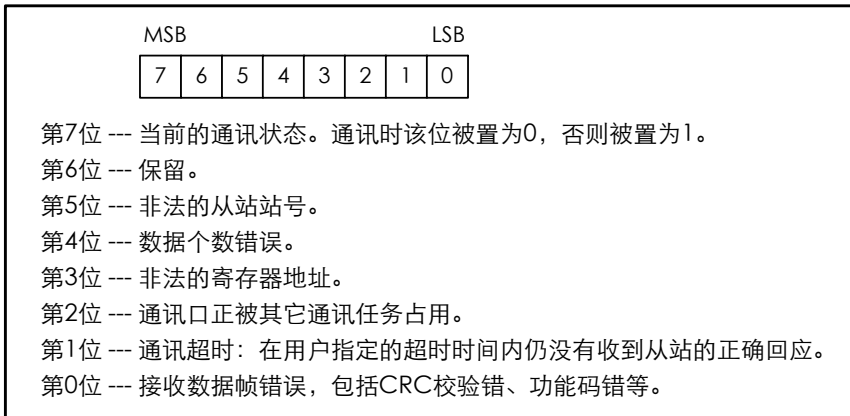 MSB LSB
7 6 5 4 3 2 1 0
第7位 --- 当前的通讯状态。通讯时该位被置为0，否则被置为1。
第6位 --- 保留。
第5位 --- 非法的从站站号。
第4位 --- 数据个数错误。
第3位 --- 非法的寄存器地址。
第2位 --- 通讯口正被其它通讯任务占用。
第1位 --- 通讯超时：在用户指定的超时时间内仍没有收到从站的正确回应。
第0位 --- 接收数据帧错误，包括CRC校验错、功能码错等。